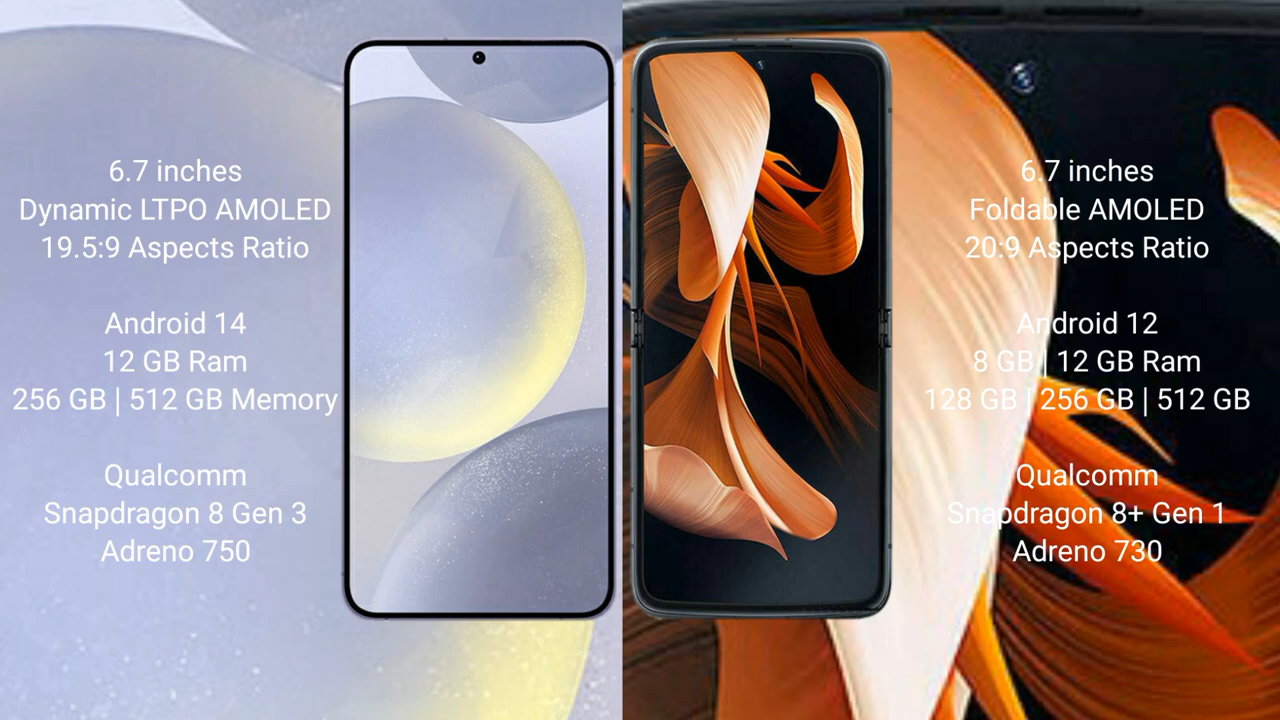 6.7 inches
Dynamic LTPO AMOLED
19.5:9 Aspects Ratio
Android 14
12 GB Ram
256 GB | 512 GB Memory
Qualcomm
Snapdragon 8 Gen 3
Adreno 750
6.7 inches
Foldable AMOLED
20:9 Aspects Ratio
Android 12
8 GB | 12 GB Ram
128 GB | 256 GB | 512 GB
Qualcomm
Snapdragon 8+ Gen 1
Adreno 730